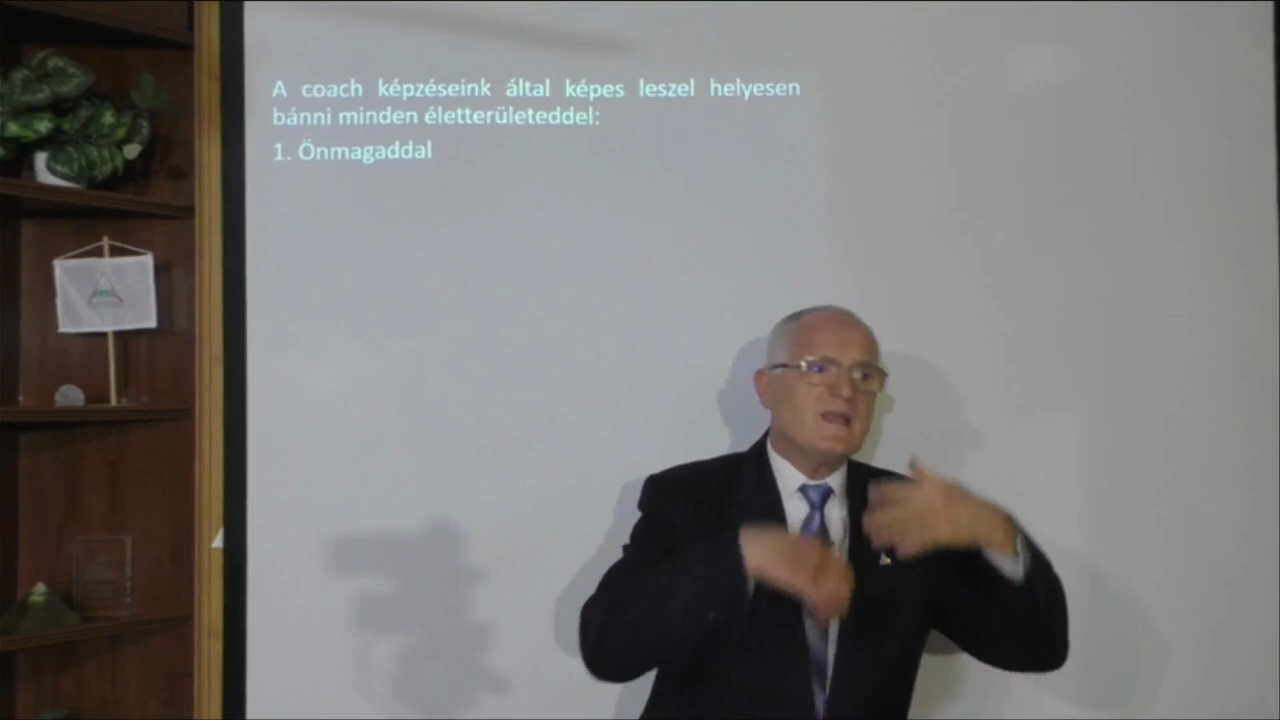 A coach képzéseink által képes leszel helyesen
bánni minden életterületeddel:
1. Önmagaddal